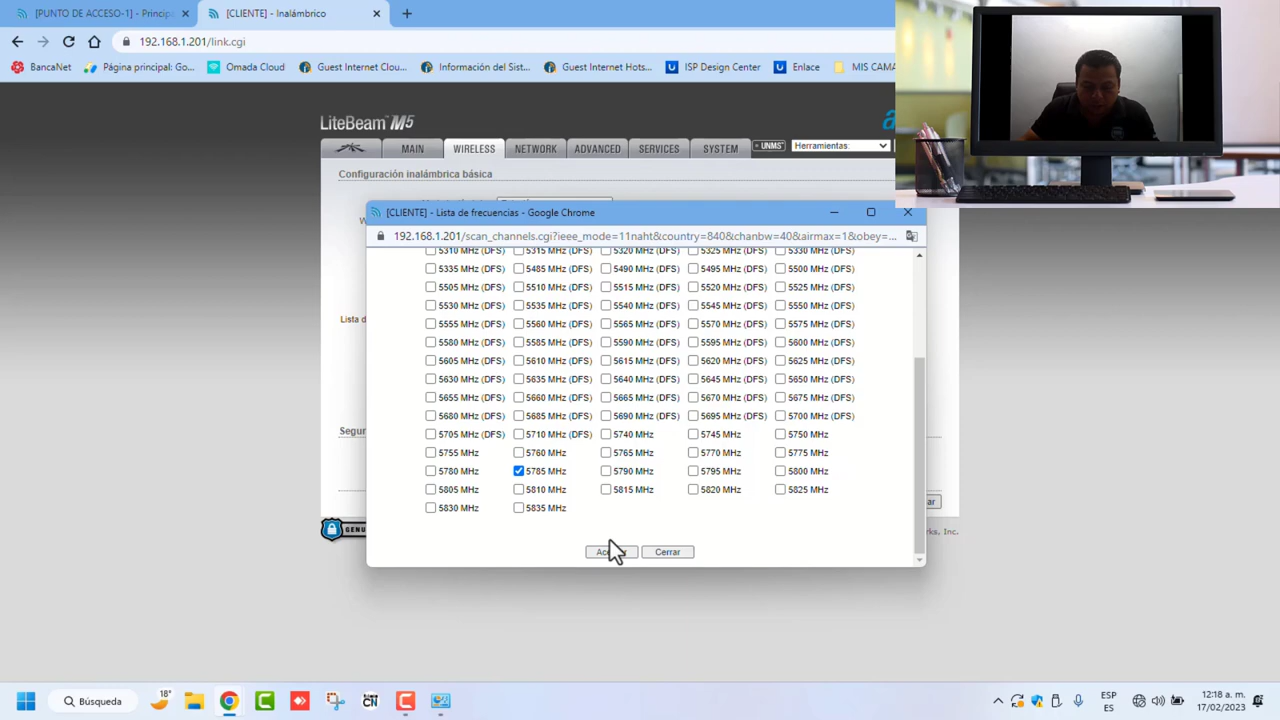 [PUNTO DE ACCESO-1] - Princip
[CLIENTE] - Inalámbrico
192.168.1.201/link.cgi
BancaNet
Página principal: Go...
Omada Cloud
Guest Internet Gou...
Información del Sist...
Guest Internet Hots...
ISP Design Center
Enlace
MIS CAMA
LiteBeam M5
MAIN
WIRELESS
NETWORK
ADVANCED
SERVICES
SYSTEM
UNMS
Herramientas:
Configuración inalámbrica básica
[CLIENTE] - Lista de frecuencias - Google Chrome
192.168.1.201/scan_channels.cgi?ieee_mode=11naht&country=840&chanbw=40&airmax=1&obey=...
5310 MHz (DFS) 5315 MHz (DFS) 5320 MHz (DFS) 5325 MHz (DFS) 5330 MHz (DFS)
5335 MHz (DFS) 5485 MHz (DFS) 5490 MHz (DFS) 5495 MHz (DFS) 5500 MHz (DFS)
5505 MHz (DFS) 5510 MHz (DFS) 5515 MHz (DFS) 5520 MHz (DFS) 5525 MHz (DFS)
5530 MHz (DFS) 5535 MHz (DFS) 5540 MHz (DFS) 5545 MHz (DFS) 5550 MHz (DFS)
5555 MHz (DFS) 5560 MHz (DFS) 5565 MHz (DFS) 5570 MHz (DFS) 5575 MHz (DFS)
5580 MHz (DFS) 5585 MHz (DFS) 5590 MHz (DFS) 5595 MHz (DFS) 5600 MHz (DFS)
5605 MHz (DFS) 5610 MHz (DFS) 5615 MHz (DFS) 5620 MHz (DFS) 5625 MHz (DFS)
5630 MHz (DFS) 5635 MHz (DFS) 5640 MHz (DFS) 5645 MHz (DFS) 5650 MHz (DFS)
5655 MHz (DFS) 5660 MHz (DFS) 5665 MHz (DFS) 5670 MHz (DFS) 5675 MHz (DFS)
5680 MHz (DFS) 5685 MHz (DFS) 5690 MHz (DFS) 5695 MHz (DFS) 5700 MHz (DFS)
5705 MHz (DFS) 5710 MHz (DFS) 5740 MHz 5745 MHz 5750 MHz
5755 MHz 5760 MHz 5765 MHz 5770 MHz 5775 MHz
5780 MHz 5785 MHz 5790 MHz 5795 MHz 5800 MHz
5805 MHz 5810 MHz 5815 MHz 5820 MHz 5825 MHz
5830 MHz 5835 MHz
Cerrar
Lista d
Segur
ar
GENU
rks, Inc.
Búsqueda
18°
ESP
ES
12:18 a. m.
17/02/2023